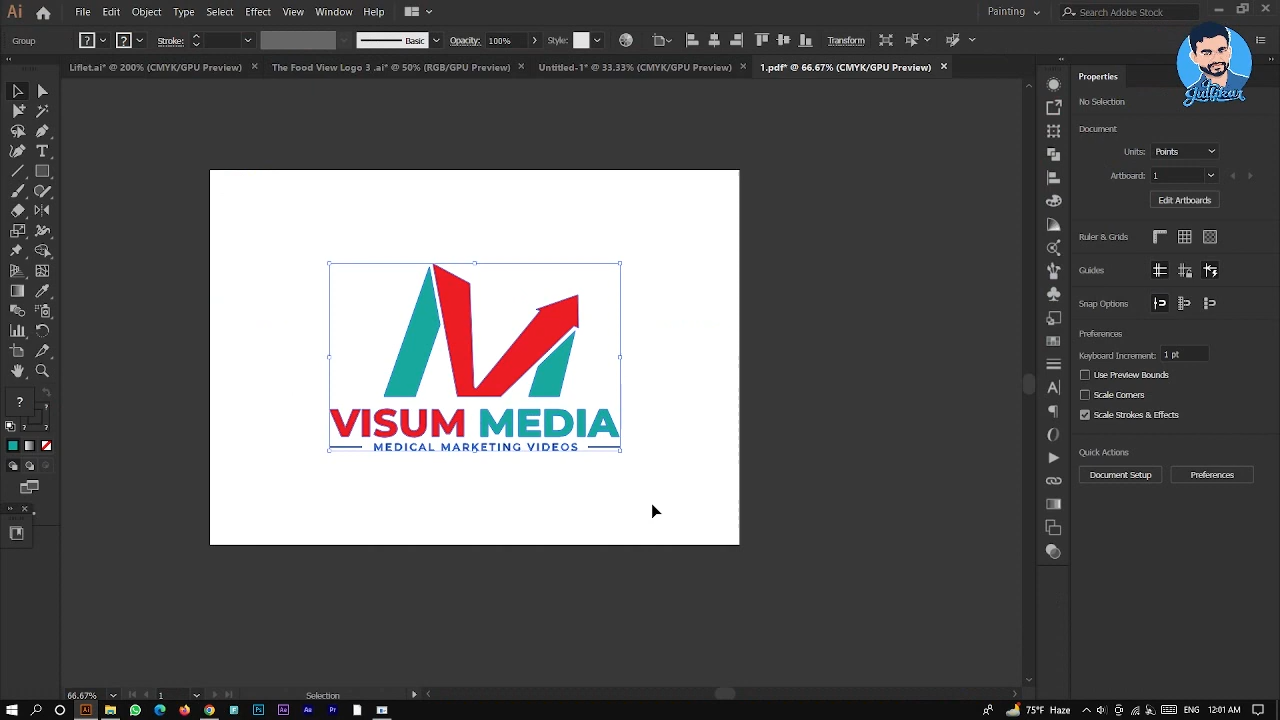 Ai File Edit Object Type Select Effect View Window Help Painting Search Adobe Stock
Group ? ? Stroke: Basic Opacity: 100% Style: Transform
Liflet.ai* @ 200% (CMYK/GPU Preview) The Food View Logo 3 .ai* @ 50% (RGB/GPU Preview) Untitled-1* @ 33.33% (CMYK/GPU Preview) 1.pdf* @ 66.67% (CMYK/GPU Preview)
Julfikar
Properties
No Selection
Document
Units: Points
Artboard: 1
Edit Artboards
Ruler & Grids
Guides
Snap Options
Preferences
Keyboard Increment: 1 pt
Use Preview Bounds
Scale Corners
Scale Strokes & Effects
Quick Actions
Document Setup Preferences
VISUM MEDIA
MEDICAL MARKETING VIDEOS
66.67% 1 Selection
75°F Haze ENG 12:01 AM